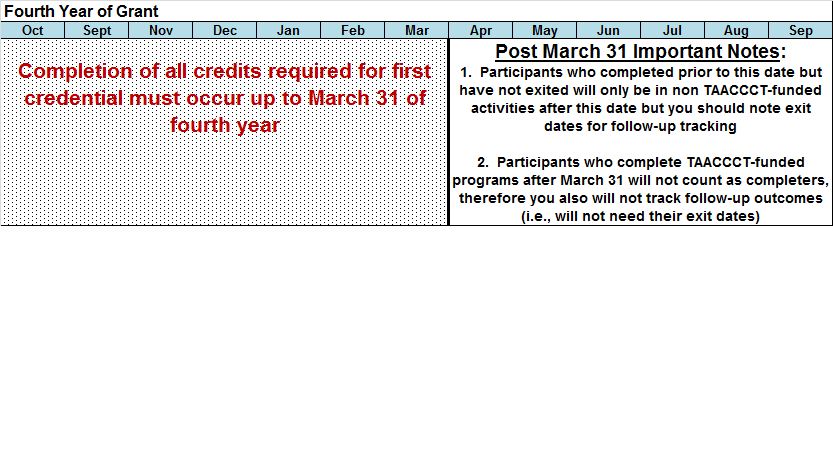 Fourth Year of Grant
Oct Sept Nov Dec Jan Feb Mar Apr May Jun Jul Aug Sep
Completion of all credits required for first
credential must occur up to March 31 of
fourth year
Post March 31 Important Notes:
1. Participants who completed prior to this date but
have not exited will only be in non TAACCCT-funded
activities after this date but you should note exit
dates for follow-up tracking
2. Participants who complete TAACCCT-funded
programs after March 31 will not count as completers,
therefore you also will not track follow-up outcomes
(i.e., will not need their exit dates)